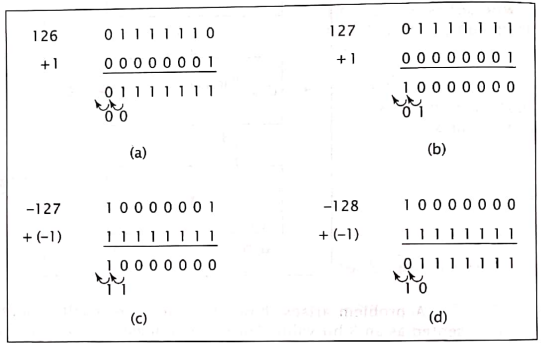 126 0 1 1 1 1 1 1 0
+1 0 0 0 0 0 0 0 1
0 1 1 1 1 1 1 1
0 0
(a)
127 0 1 1 1 1 1 1 1
+1 0 0 0 0 0 0 0 1
1 0 0 0 0 0 0 0
0 1
(b)
–127 1 0 0 0 0 0 0 1
+ (–1) 1 1 1 1 1 1 1 1
1 0 0 0 0 0 0 0
1 1
(c)
–128 1 0 0 0 0 0 0 0
+ (–1) 1 1 1 1 1 1 1 1
0 1 1 1 1 1 1 1
1 0
(d)